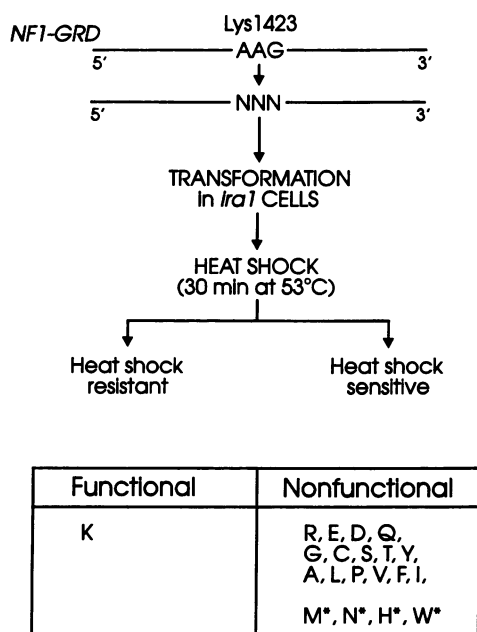 NF1-GRD
Lys1423
AAG
5′ 3′
NNN
5′ 3′
TRANSFORMATION
in ira1 CELLS
HEAT SHOCK
(30 min at 53°C)
Heat shock
resistant
Heat shock
sensitive
Functional
Nonfunctional
K
R, E, D, Q,
G, C, S, T, Y,
A, L, P, V, F, I,
M*, N*, H*, W*